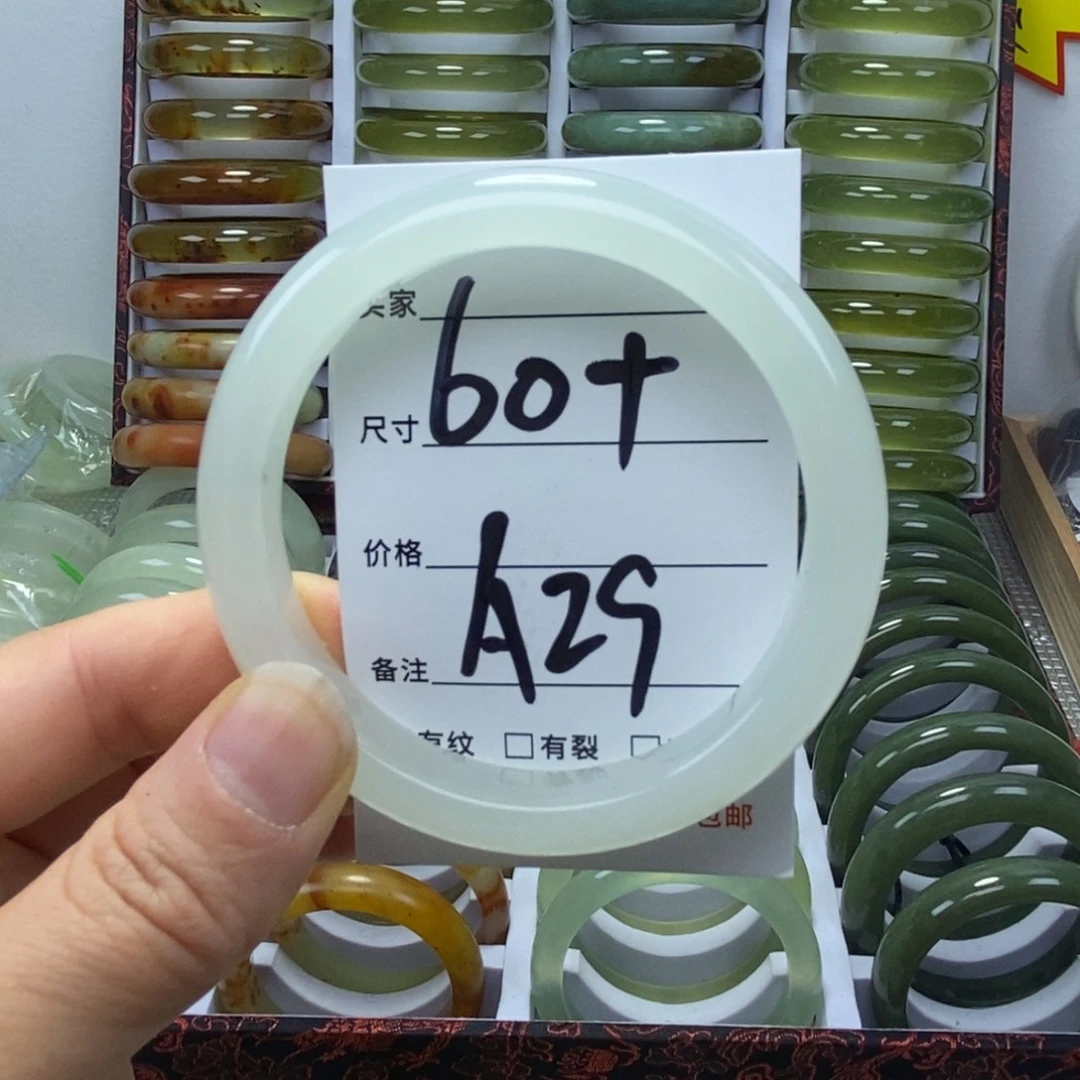 家
60+
尺寸
价格
A29
备注
有纹 □有裂 □
包邮